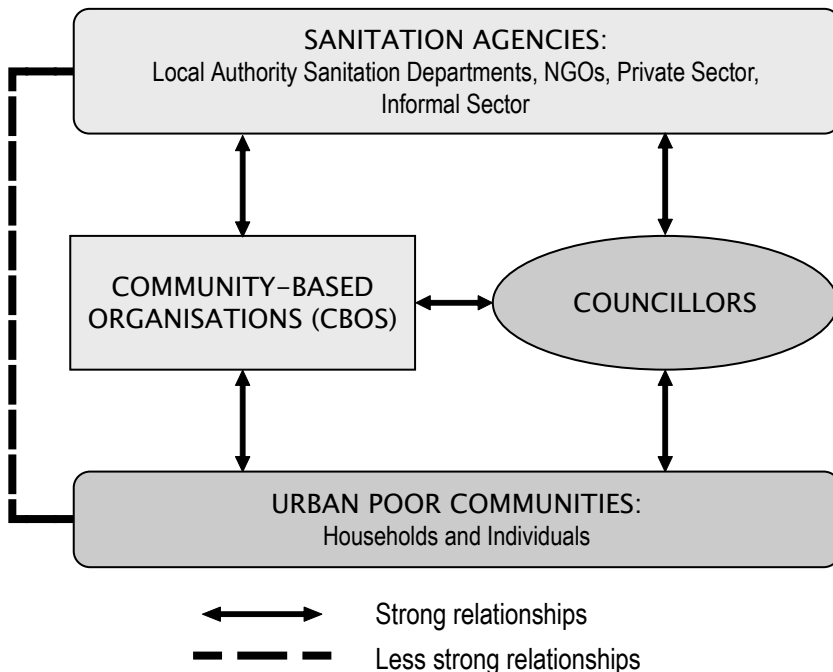 SANITATION AGENCIES:
Local Authority Sanitation Departments, NGOs, Private Sector,
Informal Sector
COMMUNITY-BASED
ORGANISATIONS (CBOS)
COUNCILLORS
URBAN POOR COMMUNITIES:
Households and Individuals
Strong relationships
Less strong relationships